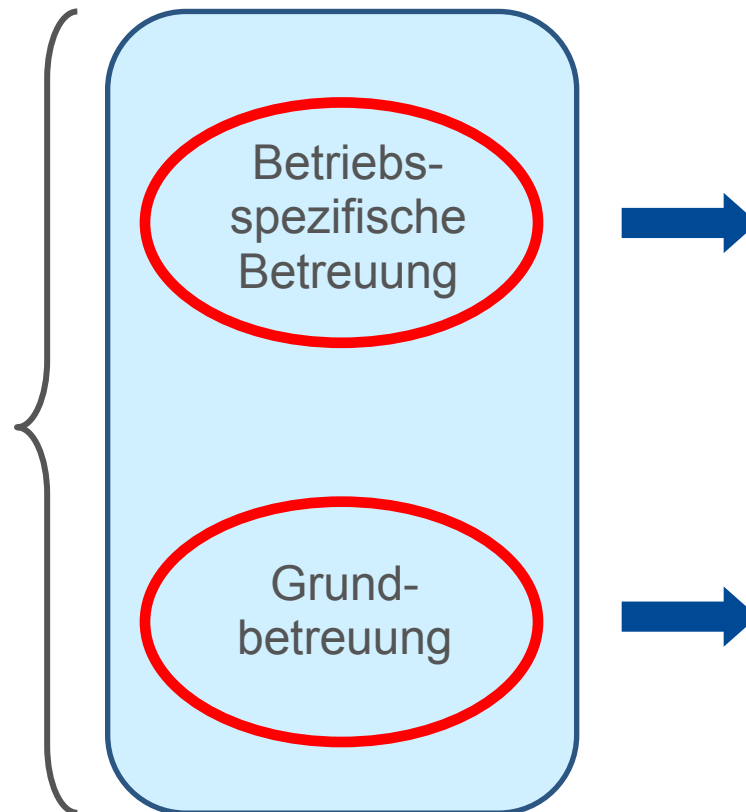 Betriebs-
spezifische
Betreuung
Grund-
betreuung